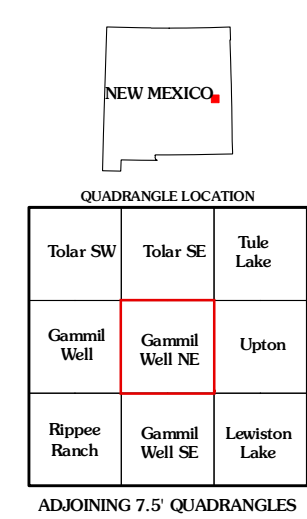 NEW MEXICO
QUADRANGLE LOCATION
Tolar SW
Tolar SE
Tule
Lake
Gammil
Well
Gammil
Well NE
Upton
Rippee
Ranch
Gammil
Well SE
Lewiston
Lake
ADJOINING 7.5' QUADRANGLES